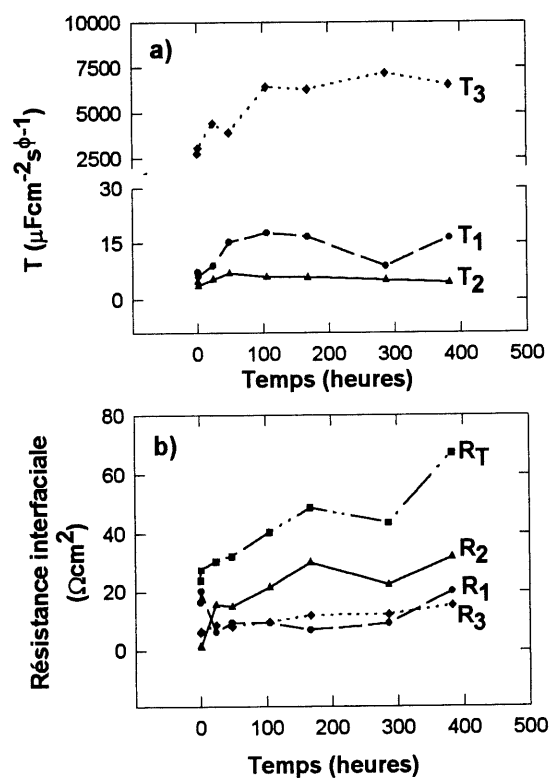 10000
a)
7500
T3
5000
2500
30
T (μFcm-2sϕ-1)
15
T1
T2
0
0 100 200 300 400 500
Temps (heures)
80
b)
RT
60
40
R2
20
R1
R3
0
Résistance interfaciale
(Ωcm2)
0 100 200 300 400 500
Temps (heures)